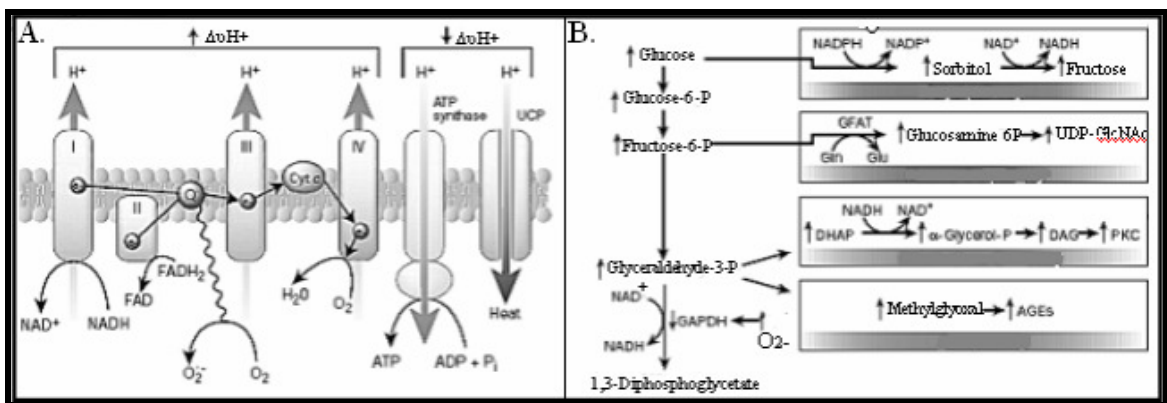 A.
↑ ΔυH+
↓ ΔυH+
H+
H+
H+
H+
H+
ATP
synthase
UCP
I
III
IV
Cyt c
Q
e-
e-
e-
e-
II
FADH2
FAD
NAD+
NADH
H20
O2
Heat
O2·-
O2
ATP
ADP + Pi
B.
↑ Glucose
NADPH
NADP+
NAD+
NADH
↑ Sorbitol
↑ Fructose
↑ Glucose-6-P
↑ Fructose-6-P
GFAT
↑ Glucosamine 6P
↑ UDP-GlcNAc
Gln
Glu
NADH
NAD+
↑ DHAP
↑ α-Glycerol-P
↑ DAG
↑ PKC
↑ Glyceraldehyde-3-P
NAD+
↓ GAPDH
↑ O2-
NADH
↑ Methylglyoxal
↑ AGEs
1,3-Diphosphoglycetate